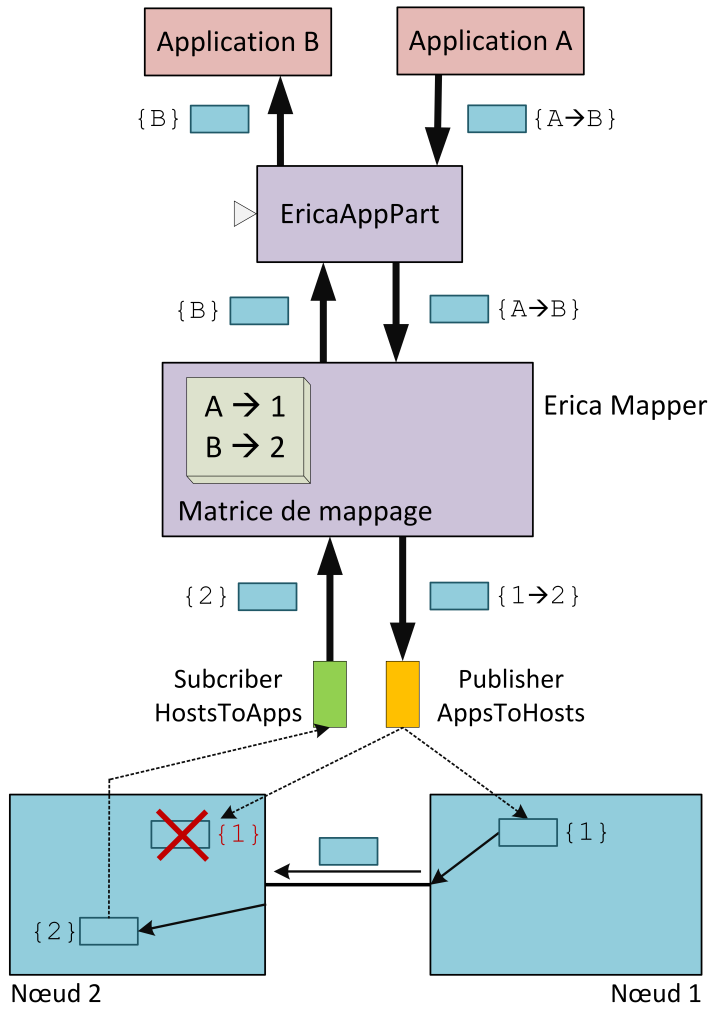 Application B
Application A
{B}
{A→B}
EricaAppPart
{B}
{A→B}
A → 1
B → 2
Erica Mapper
Matrice de mappage
{2}
{1→2}
Subcriber
HostsToApps
Publisher
AppsToHosts
{1}
{1}
{2}
Nœud 2
Nœud 1